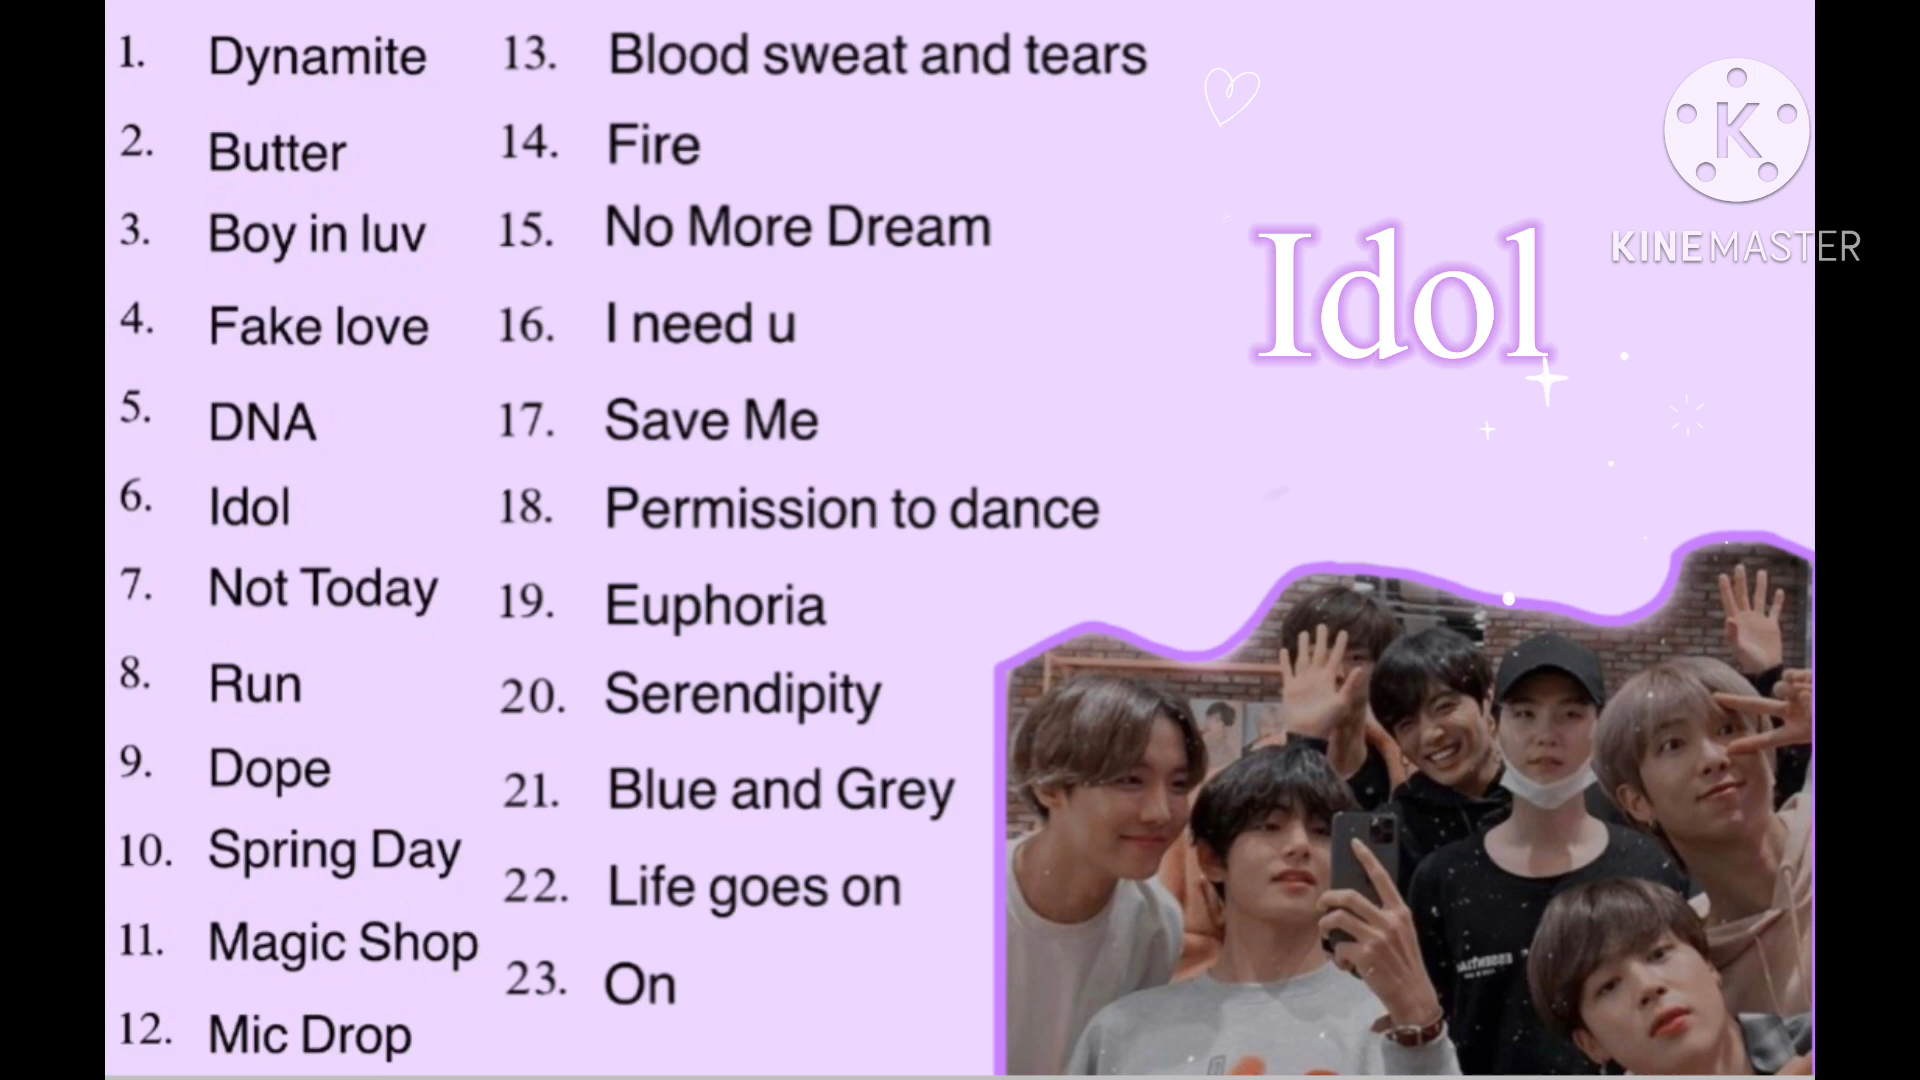 1. Dynamite
2. Butter
3. Boy in luv
4. Fake love
5. DNA
6. Idol
7. Not Today
8. Run
9. Dope
10. Spring Day
11. Magic Shop
12. Mic Drop
13. Blood sweat and tears
14. Fire
15. No More Dream
16. I need u
17. Save Me
18. Permission to dance
19. Euphoria
20. Serendipity
21. Blue and Grey
22. Life goes on
23. On
Idol
K
KINEMASTER